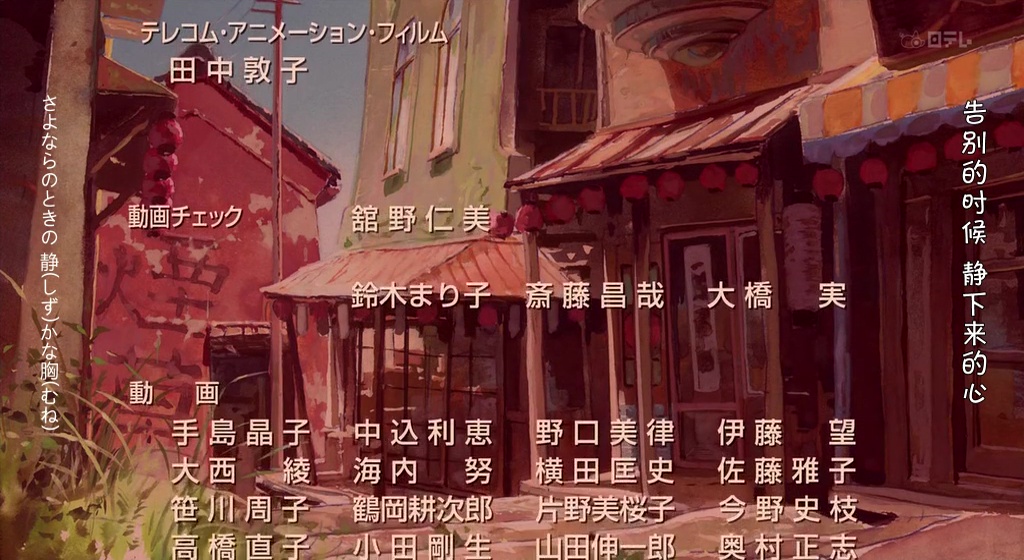 テレコム・アニメーション・フィルム
田中敦子
日テレ
動画チェック 舘野仁美
鈴木まり子 斎藤昌哉 大橋 実
動 画
手島晶子 中込利恵 野口美律 伊藤 望
大西 綾 海内 努 横田匡史 佐藤雅子
笹川周子 鶴岡耕次郎 片野美桜子 今野史枝
高橋直子 小田剛生 山田伸一郎 奥村正志
さよならのときの 静(しず)かな胸(むね)
告别的时候 静下来的心